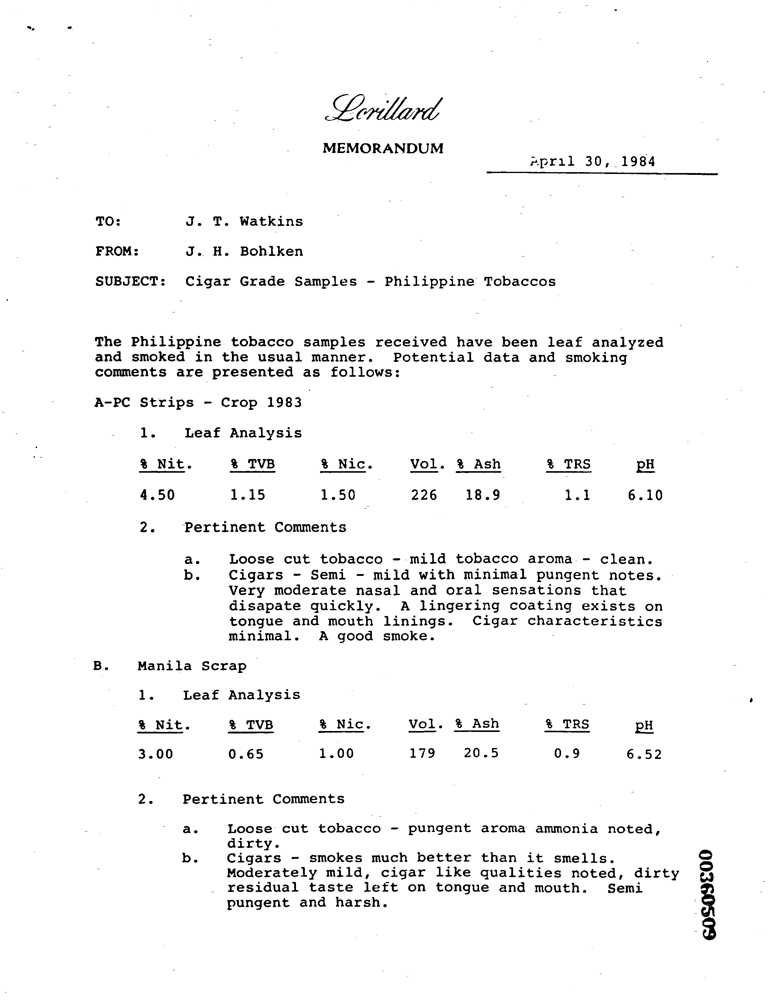 Lorillard
MEMORANDUM
April 30, 1984
TO: J. T. Watkins
FROM: J. H. Bohlken
SUBJECT: Cigar Grade Samples - Philippine Tobaccos
The Philippine tobacco samples received have been leaf analyzed
and smoked in the usual manner. Potential data and smoking
comments are presented as follows:
A-PC Strips - Crop 1983
1. Leaf Analysis
% Nit. % TVB % Nic. Vol. % Ash % TRS pH
4.50 1.15 1.50 226 18.9 1.1 6.10
2. Pertinent Comments
a. Loose cut tobacco - mild tobacco aroma - clean.
b. Cigars - Semi - mild with minimal pungent notes.
Very moderate nasal and oral sensations that
disapate quickly. A lingering coating exists on
tongue and mouth linings. Cigar characteristics
minimal. A good smoke.
B. Manila Scrap
1. Leaf Analysis
% Nit. % TVB % Nic. Vol. % Ash % TRS pH
3.00 0.65 1.00 179 20.5 0.9 6.52
2. Pertinent Comments
a. Loose cut tobacco - pungent aroma ammonia noted,
dirty.
b. Cigars - smokes much better than it smells.
Moderately mild, cigar like qualities noted, dirty
residual taste left on tongue and mouth. Semi
pungent and harsh.
00360509